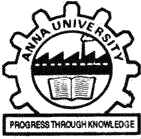 ANNA UNIVERSITY
PROGRESS THROUGH KNOWLEDGE